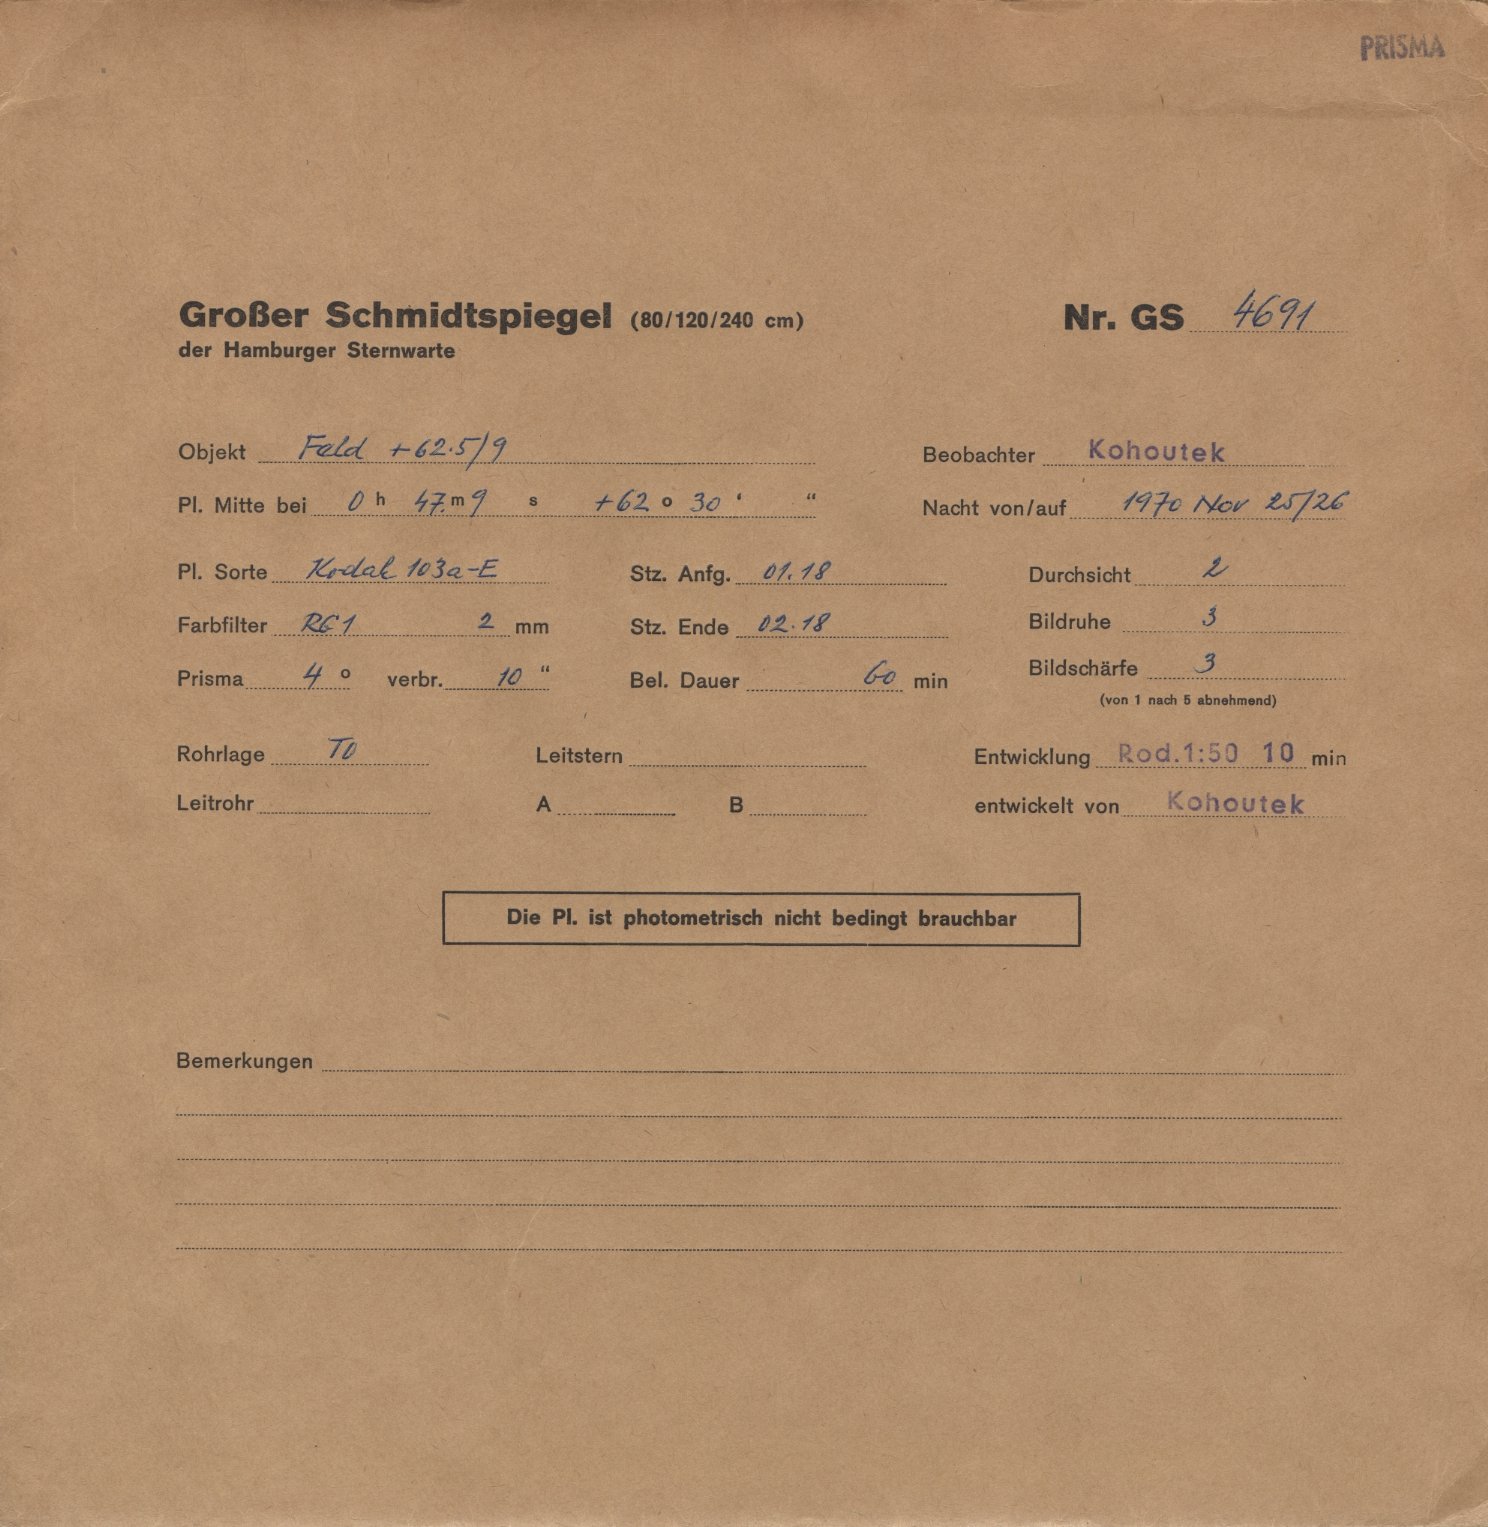 PRISMA
Großer Schmidtspiegel (80/120/240 cm) Nr. GS 4691
der Hamburger Sternwarte
Objekt Feld +62.5/9 Beobachter Kohoutek
Pl. Mitte bei 0 h 47. m 9 s +62 o 30 ‘ “ Nacht von/auf 1970 Nov 25/26
Pl. Sorte Kodak 103a-E Stz. Anfg. 01.18 Durchsicht 2
Farbfilter RG1 2 mm Stz. Ende 02.18 Bildruhe 3
Prisma 4 o verbr. 10 “ Bel. Dauer 60 min Bildschärfe 3
(von 1 nach 5 abnehmend)
Rohrlage TO Leitstern Entwicklung Rod.1:50 10 min
Leitrohr A B entwickelt von Kohoutek
Die Pl. ist photometrisch nicht bedingt brauchbar
Bemerkungen